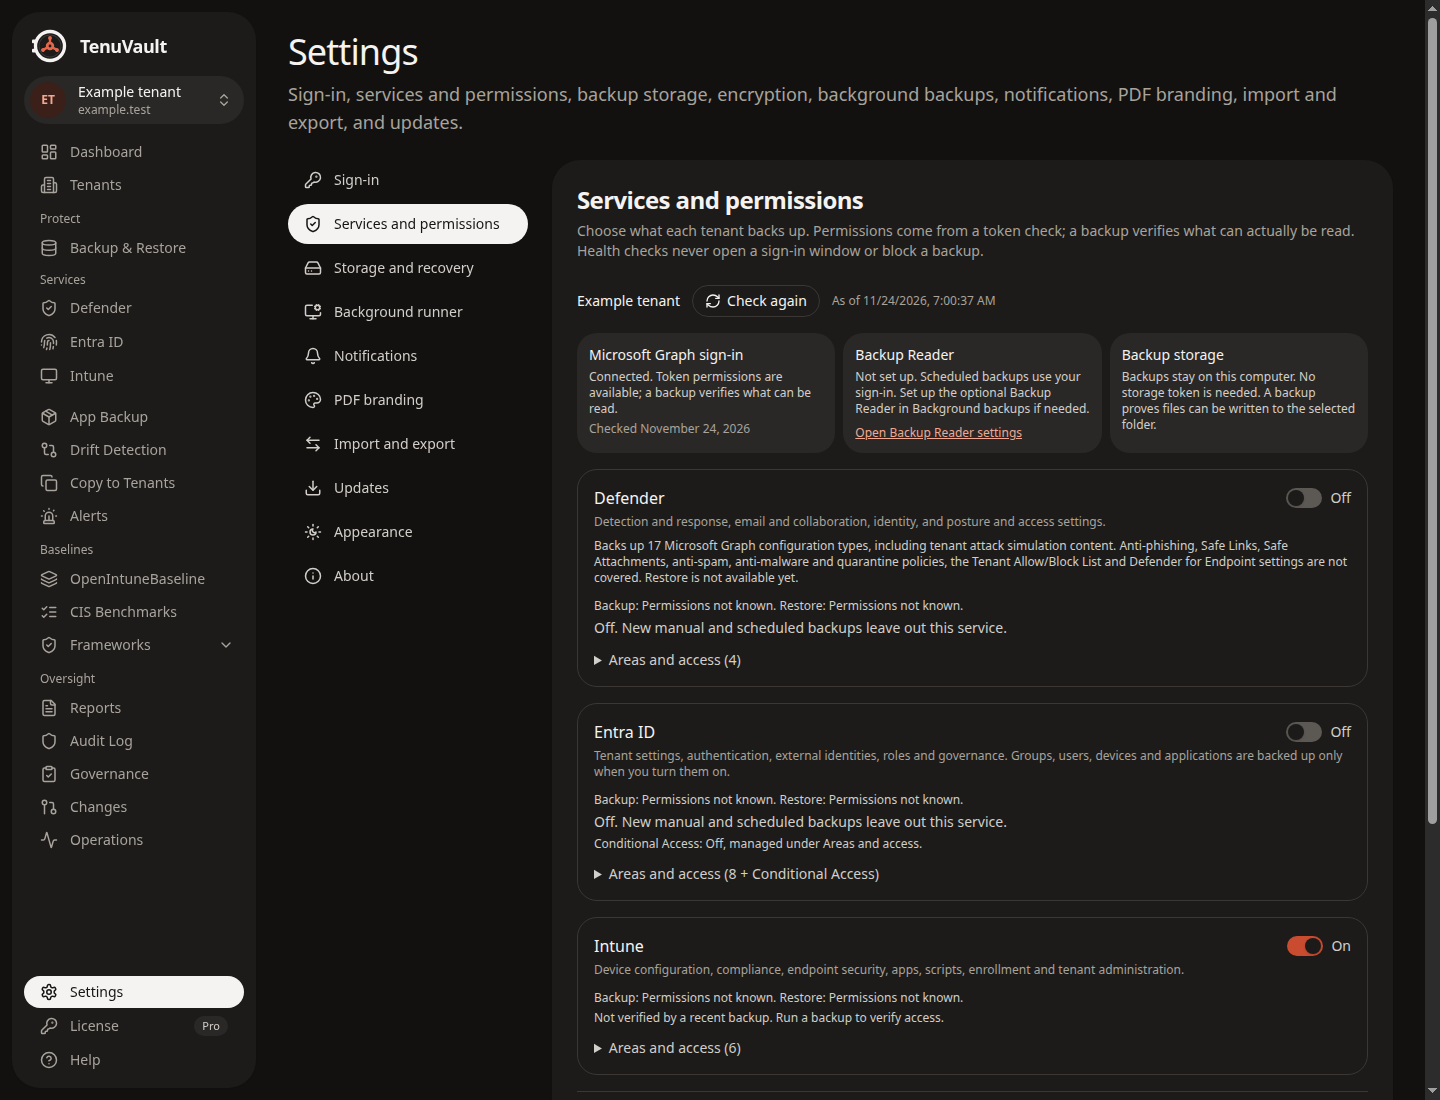 TenuVault
ET
Example tenant
example.test
Dashboard
Tenants
Protect
Backup & Restore
Services
Defender
Entra ID
Intune
App Backup
Drift Detection
Copy to Tenants
Alerts
Baselines
OpenIntuneBaseline
CIS Benchmarks
Frameworks
Oversight
Reports
Audit Log
Governance
Changes
Operations
Settings
License
Pro
Help
Settings
Sign-in, services and permissions, backup storage, encryption, background backups, notifications, PDF branding, import and
export, and updates.
Sign-in
Services and permissions
Storage and recovery
Background runner
Notifications
PDF branding
Import and export
Updates
Appearance
About
Services and permissions
Choose what each tenant backs up. Permissions come from a token check; a backup verifies what can actually be read.
Health checks never open a sign-in window or block a backup.
Example tenant
Check again
As of 11/24/2026, 7:00:37 AM
Microsoft Graph sign-in
Connected. Token permissions are
available; a backup verifies what can be
read.
Checked November 24, 2026
Backup Reader
Not set up. Scheduled backups use your
sign-in. Set up the optional Backup
Reader in Background backups if needed.
Open Backup Reader settings
Backup storage
Backups stay on this computer. No
storage token is needed. A backup
proves files can be written to the selected
folder.
Defender
Off
Detection and response, email and collaboration, identity, and posture and access settings.
Backs up 17 Microsoft Graph configuration types, including tenant attack simulation content. Anti-phishing, Safe Links, Safe
Attachments, anti-spam, anti-malware and quarantine policies, the Tenant Allow/Block List and Defender for Endpoint settings are not
covered. Restore is not available yet.
Backup: Permissions not known. Restore: Permissions not known.
Off. New manual and scheduled backups leave out this service.
Areas and access (4)
Entra ID
Off
Tenant settings, authentication, external identities, roles and governance. Groups, users, devices and applications are backed up only
when you turn them on.
Backup: Permissions not known. Restore: Permissions not known.
Off. New manual and scheduled backups leave out this service.
Conditional Access: Off, managed under Areas and access.
Areas and access (8 + Conditional Access)
Intune
On
Device configuration, compliance, endpoint security, apps, scripts, enrollment and tenant administration.
Backup: Permissions not known. Restore: Permissions not known.
Not verified by a recent backup. Run a backup to verify access.
Areas and access (6)